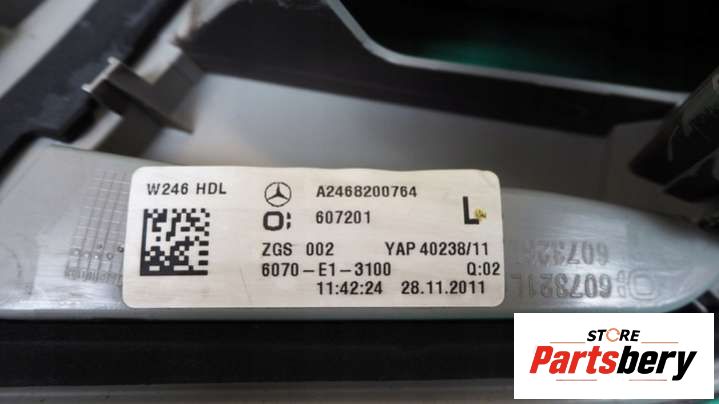 W246 HDL
A2468200764
O: 607201 L
ZGS 002 YAP 40238/11
6070-E1-3100 Q:02
11:42:24 28.11.2011
607321L
STORE
Partsbery